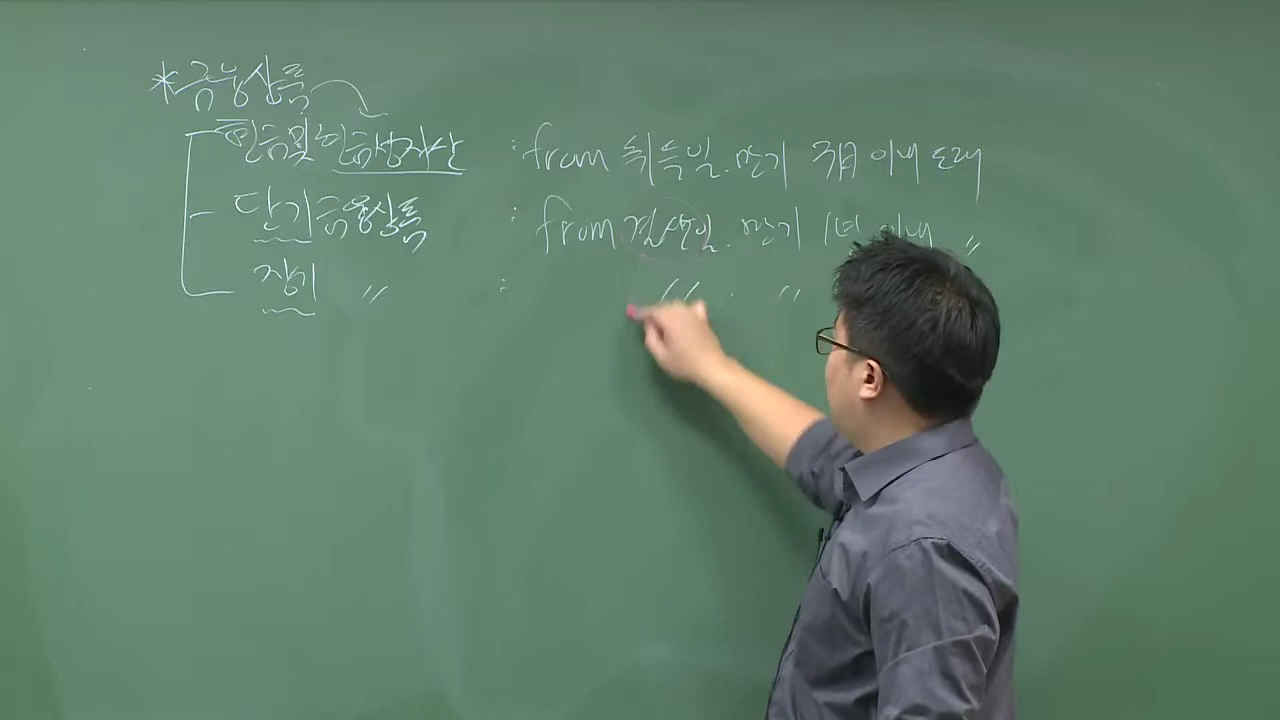 *금융상품
현금및현금성자산 : from 취득일. 만기 3月 이내 도래
단기금융상품 : from 결산일. 만기 1년 이내 〃
장기 〃 : 〃. 〃